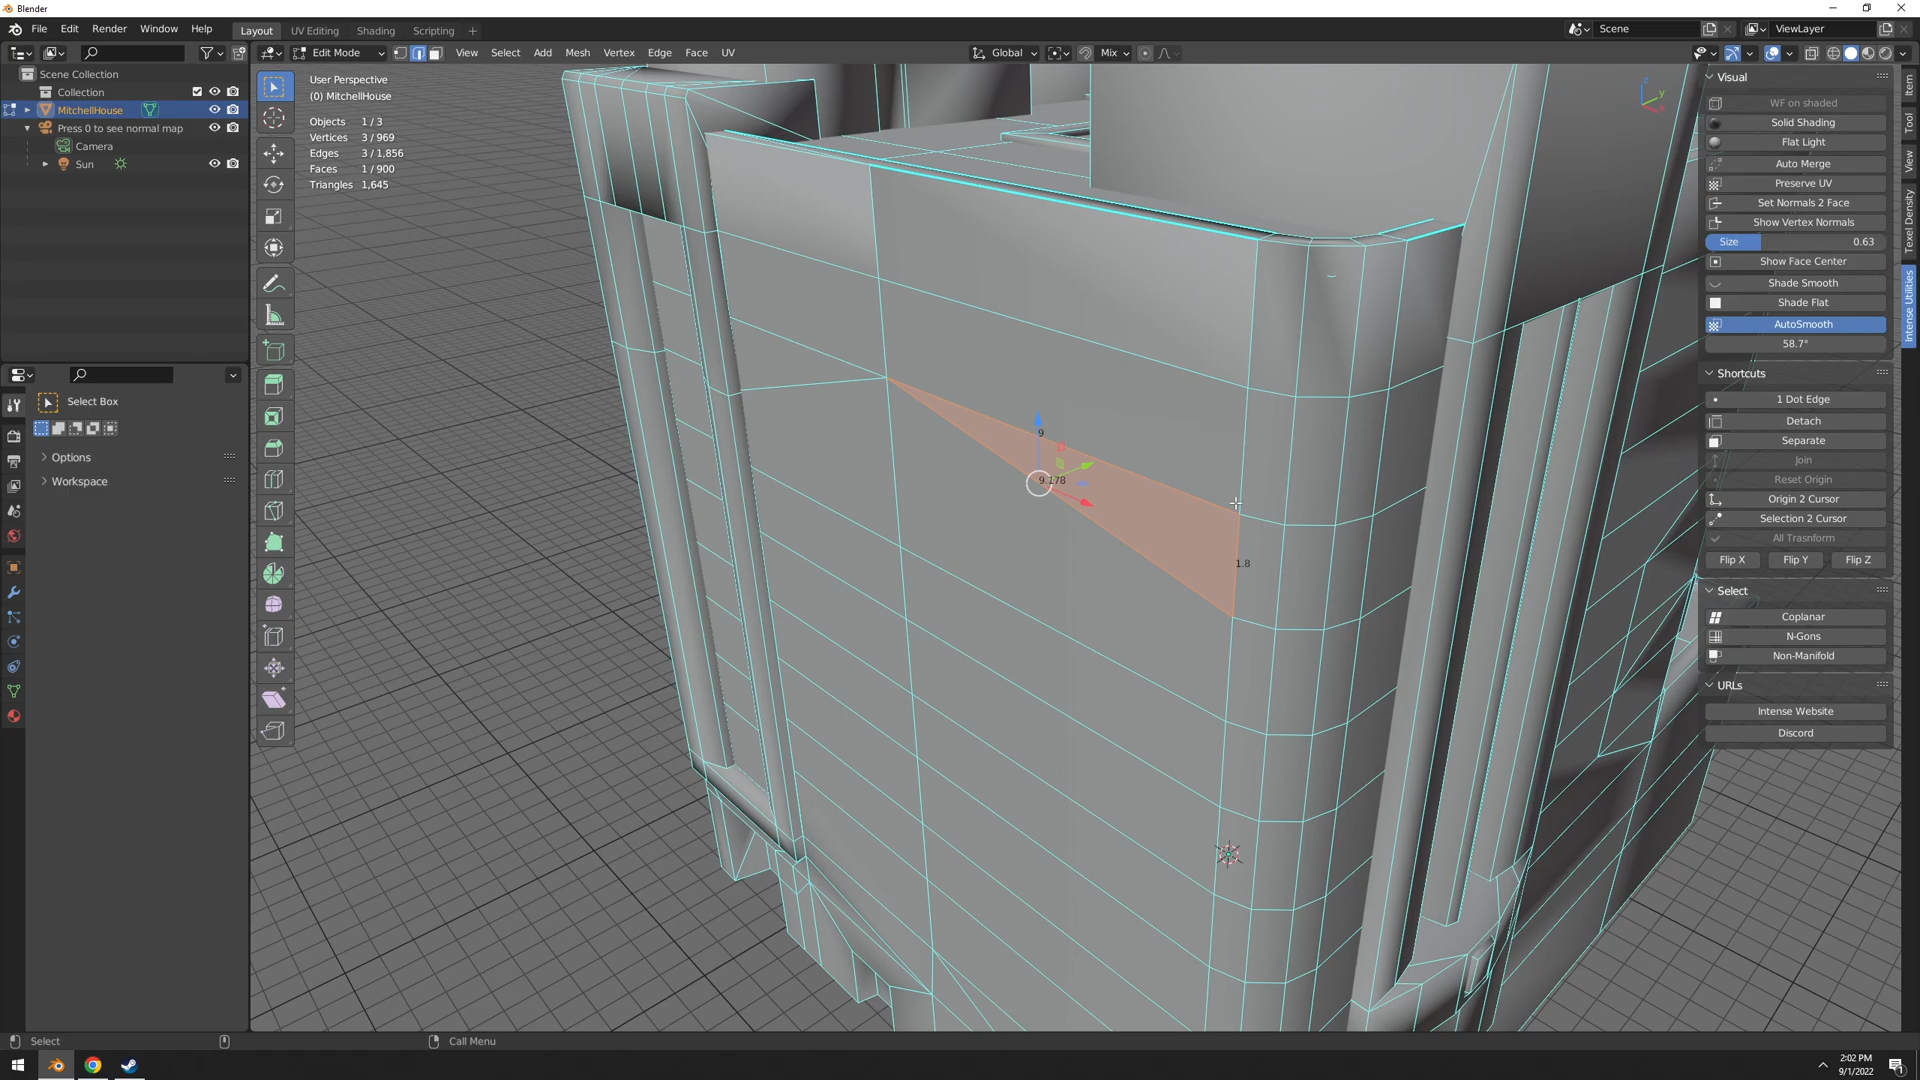 Blender
File Edit Render Window Help Layout UV Editing Shading Scripting + Scene ViewLayer
Edit Mode View Select Add Mesh Vertex Edge Face UV Global Mix
Scene Collection
Collection
MitchellHouse
Press 0 to see normal map
Camera
Sun
Select Box
Options
Workspace
User Perspective
(0) MitchellHouse
Objects 1 / 3
Vertices 3 / 969
Edges 3 / 1,856
Faces 1 / 900
Triangles 1,645
9
9.178
1.8
Z
Y
Visual
WF on shaded
Solid Shading
Flat Light
Auto Merge
Preserve UV
Set Normals 2 Face
Show Vertex Normals
Size 0.63
Show Face Center
Shade Smooth
Shade Flat
AutoSmooth
58.7°
Shortcuts
1 Dot Edge
Detach
Separate
Join
Reset Origin
Origin 2 Cursor
Selection 2 Cursor
All Trasnform
Flip X Flip Y Flip Z
Select
Coplanar
N-Gons
Non-Manifold
URLs
Intense Website
Discord
Item
Tool
View
Texel Density
Intense Utilities
Select Call Menu
2:02 PM
9/1/2022